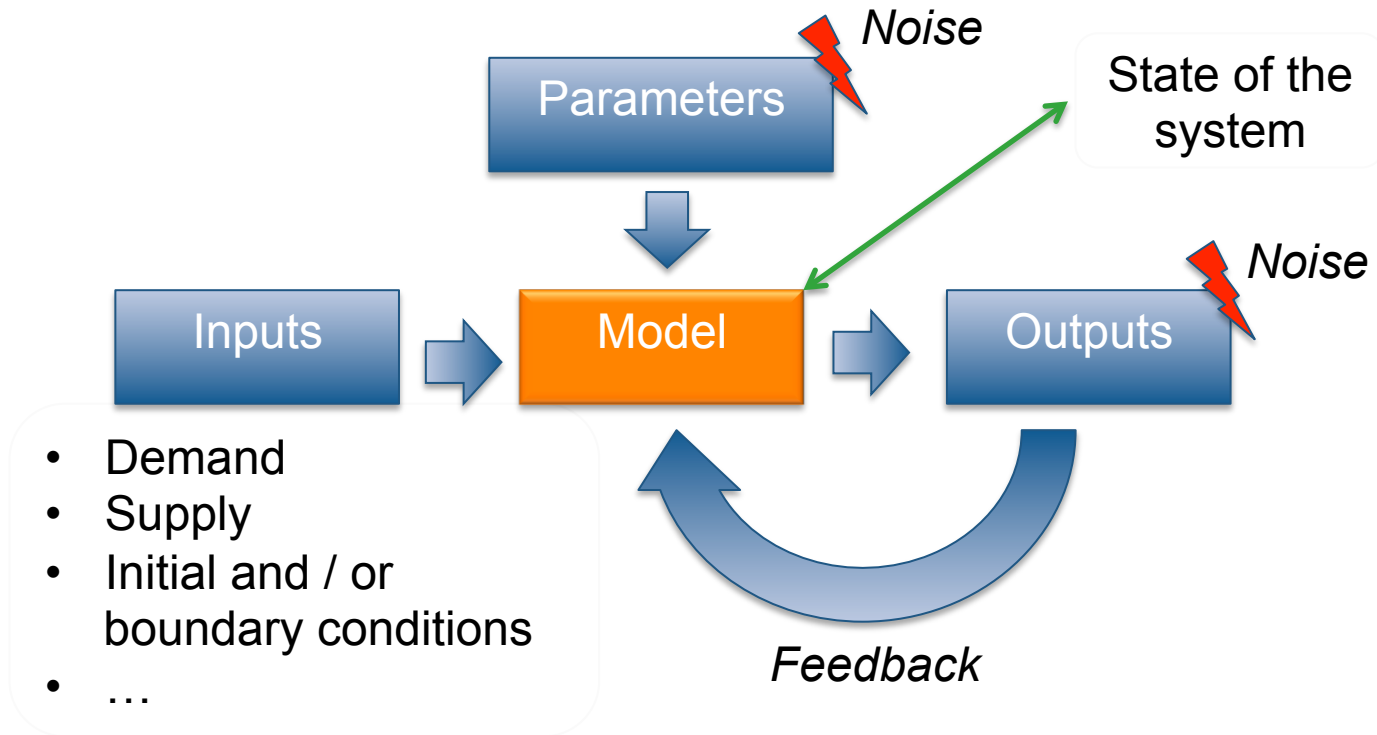 Noise
Parameters
State of the
system
Noise
Inputs
Model
Outputs
• Demand
• Supply
• Initial and / or
boundary conditions
• …
Feedback